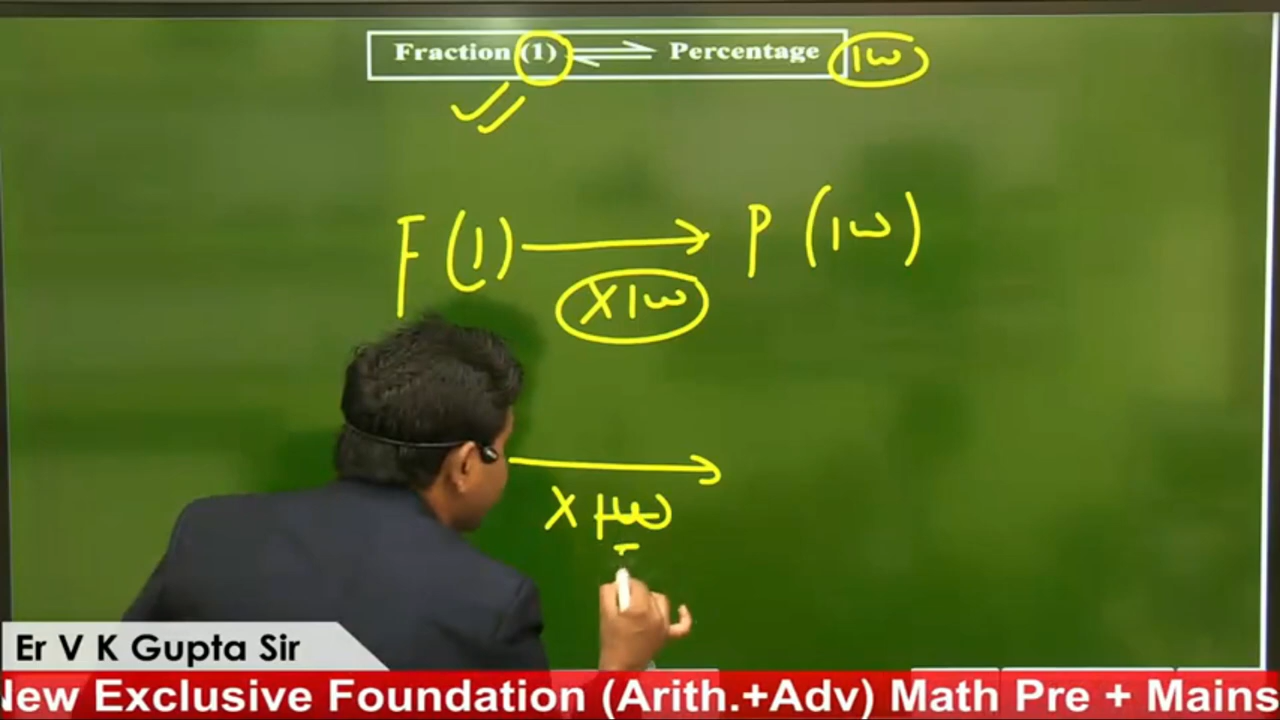 Fraction (1) ⇌ Percentage 100
F (1) → P (100)
X 100
→
X 100
Er V K Gupta Sir
New Exclusive Foundation (Arith.+Adv) Math Pre + Mains